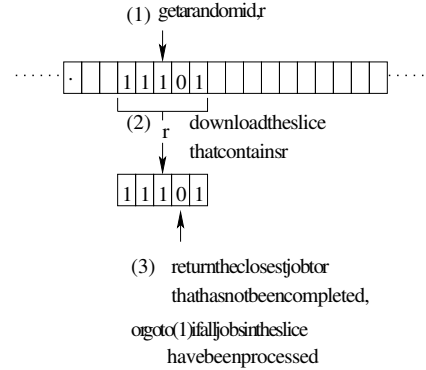 (1) getarandomid,r
...... . 1 1 1 0 1 ......
(2) r downloadtheslice
thatcontainsr
1 1 1 0 1
(3) returntheclosestjobtor
thathasnotbeencompleted,
orgoto(1)ifalljobsintheslice
havebeenprocessed